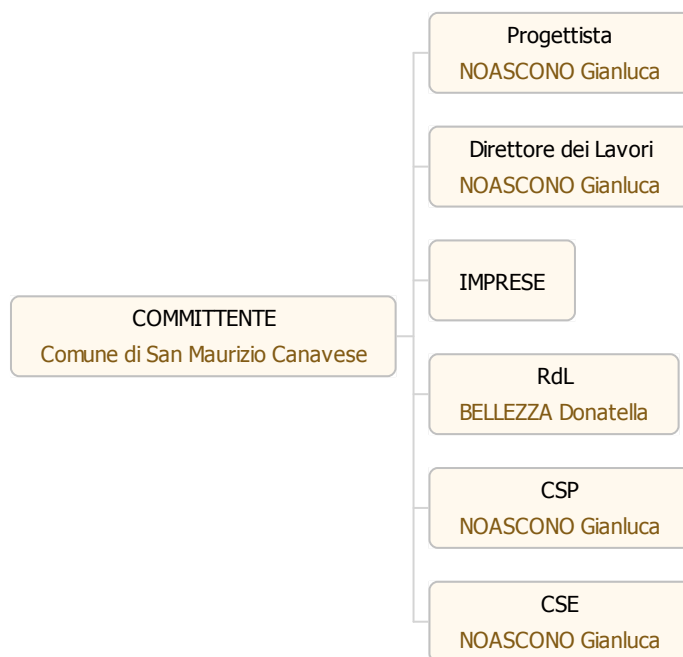 Progettista
NOASCONO Gianluca
Direttore dei Lavori
NOASCONO Gianluca
IMPRESE
COMMITTENTE
Comune di San Maurizio Canavese
RdL
BELLEZZA Donatella
CSP
NOASCONO Gianluca
CSE
NOASCONO Gianluca